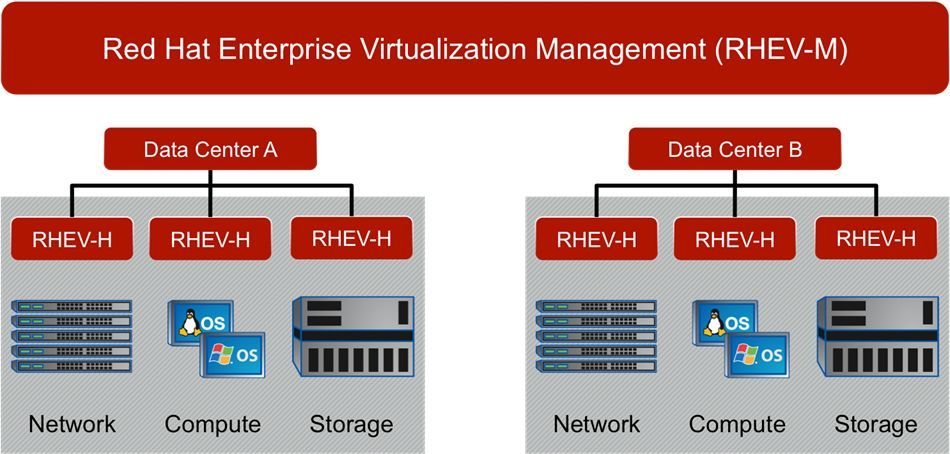 Red Hat Enterprise Virtualization Management (RHEV-M)
Data Center A
Data Center B
RHEV-H
RHEV-H
RHEV-H
RHEV-H
RHEV-H
RHEV-H
OS
OS
OS
OS
Network
Compute
Storage
Network
Compute
Storage